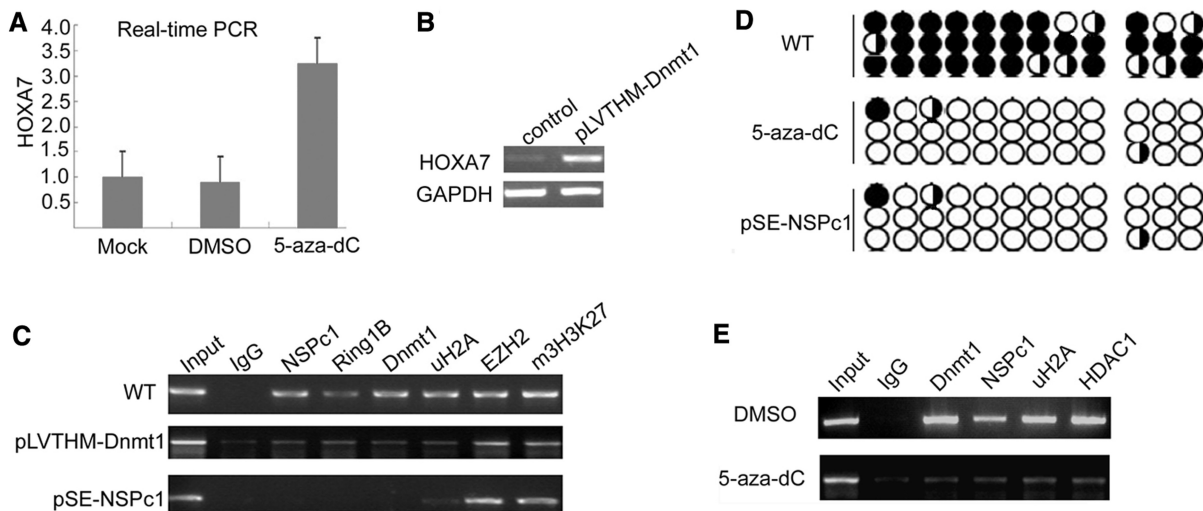 A
Real-time PCR
HOXA7
4.0
3.5
3.0
2.5
2.0
1.5
1.0
0.5
Mock DMSO 5-aza-dC
B
control pLVTHM-Dnmt1
HOXA7
GAPDH
C
Input IgG NSPc1 Ring1B Dnmt1 uH2A EZH2 m3H3K27
WT
pLVTHM-Dnmt1
pSE-NSPc1
D
WT
5-aza-dC
pSE-NSPc1
E
Input IgG Dnmt1 NSPc1 uH2A HDAC1
DMSO
5-aza-dC